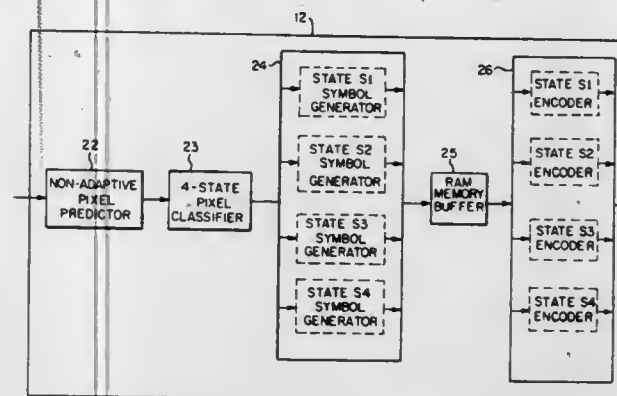 12
24
STATE S1
SYMBOL
GENERATOR
STATE S2
SYMBOL
GENERATOR
STATE S3
SYMBOL
GENERATOR
STATE S4
SYMBOL
GENERATOR
22
NON-ADAPTIVE
PIXEL
PREDICTOR
23
4-STATE
PIXEL
CLASSIFIER
25
RAM
MEMORY
BUFFER
26
STATE S1
ENCODER
STATE S2
ENCODER
STATE S3
ENCODER
STATE S4
ENCODER